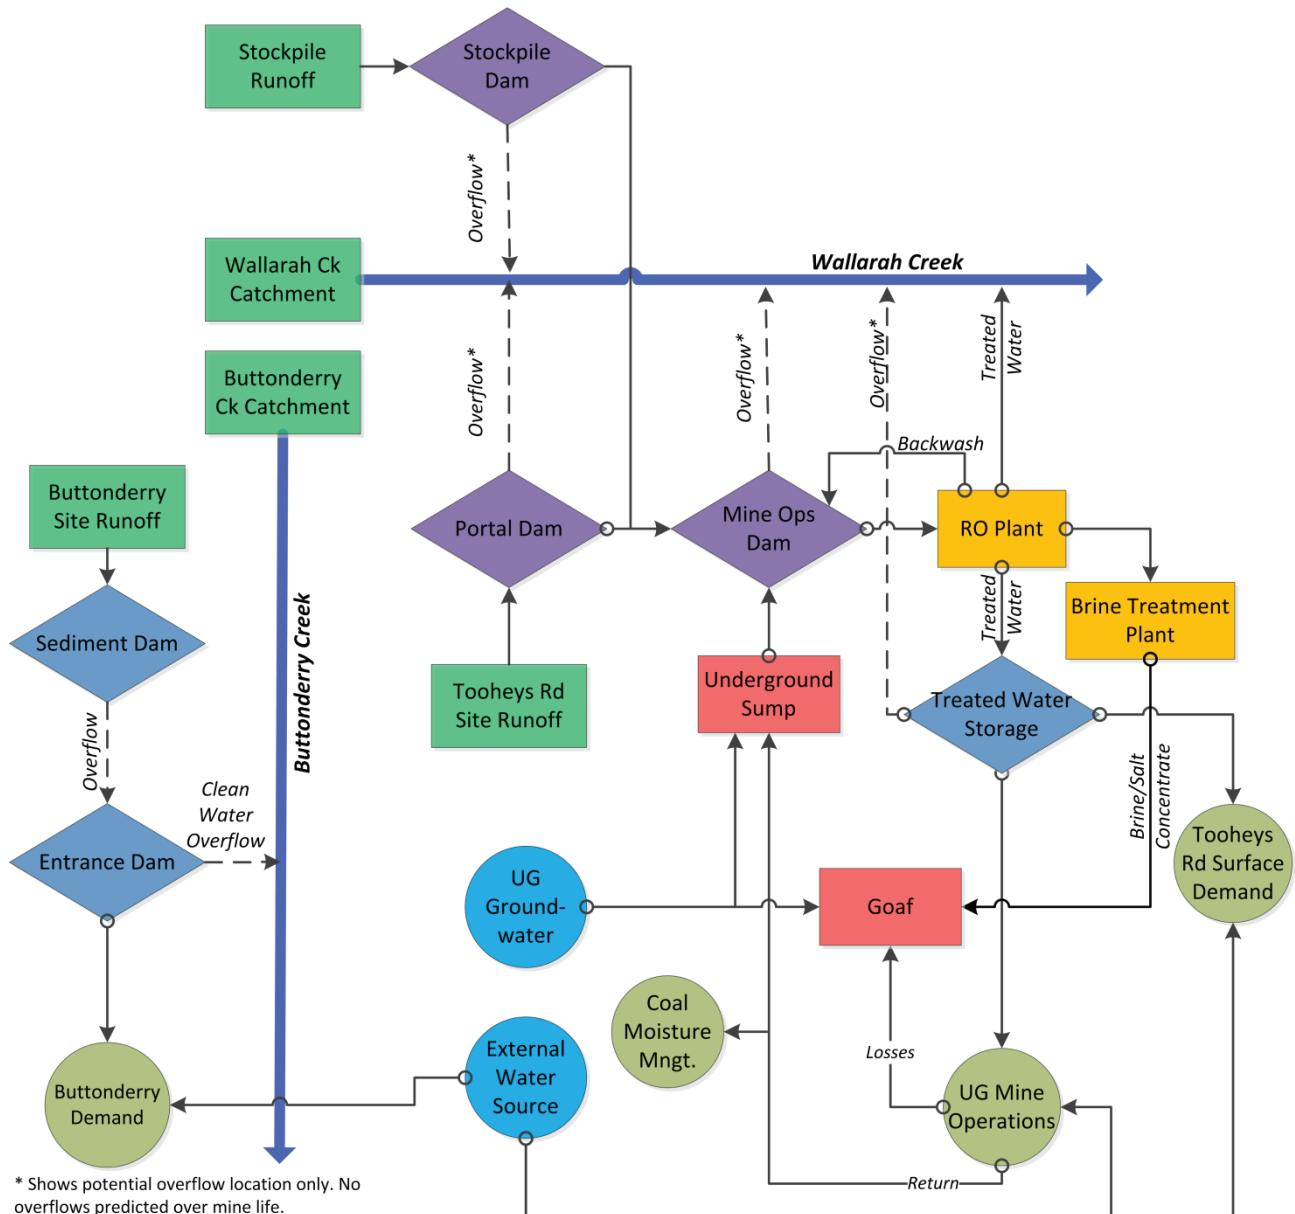 Stockpile
Runoff
Stockpile
Dam
Overflow*
Wallarah Ck
Catchment
Wallarah Creek
Buttonderry
Ck Catchment
Overflow*
Overflow*
Overflow*
Treated
Water
Backwash
Buttonderry
Site Runoff
Portal Dam
Mine Ops
Dam
RO Plant
Treated
Water
Brine Treatment
Plant
Sediment Dam
Buttonderry Creek
Tooheys Rd
Site Runoff
Underground
Sump
Treated Water
Storage
Overflow
Clean
Water
Overflow
Brine/Salt
Concentrate
Entrance Dam
UG
Ground-
water
Goaf
Tooheys
Rd Surface
Demand
Coal
Moisture
Mngt.
External
Water
Source
Losses
Buttonderry
Demand
UG Mine
Operations
Return
* Shows potential overflow location only. No
overflows predicted over mine life.